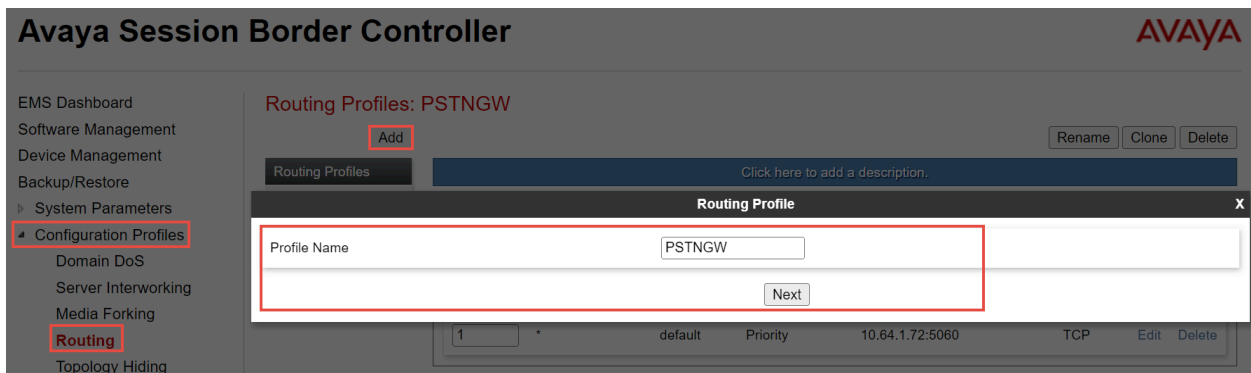 Avaya Session Border Controller
AVAYA
EMS Dashboard
Software Management
Device Management
Backup/Restore
System Parameters
Configuration Profiles
Domain DoS
Server Interworking
Media Forking
Routing
Topology Hiding
Routing Profiles: PSTNGW
Add
Rename Clone Delete
Routing Profiles
Click here to add a description.
Routing Profile X
Profile Name PSTNGW
Next
1 * default Priority 10.64.1.72:5060 TCP Edit Delete